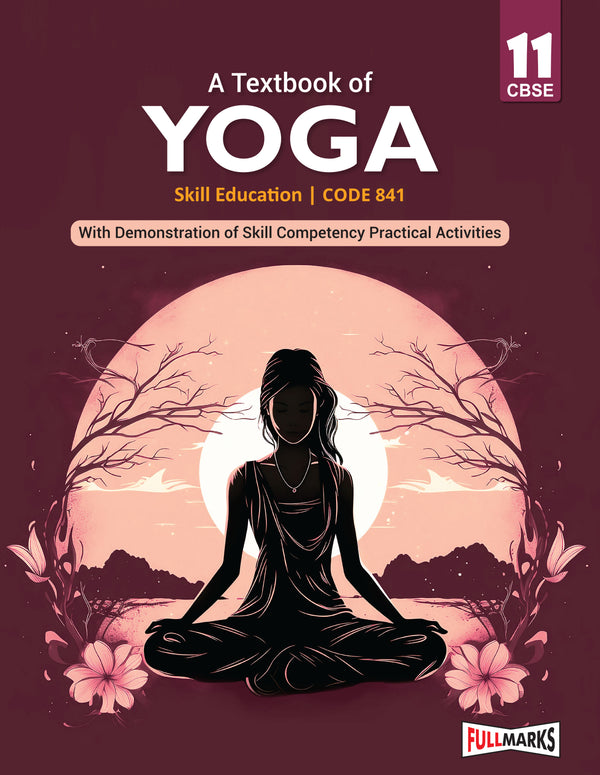 11
CBSE
A Textbook of
YOGA
Skill Education | CODE 841
With Demonstration of Skill Competency Practical Activities
FULLMARKS